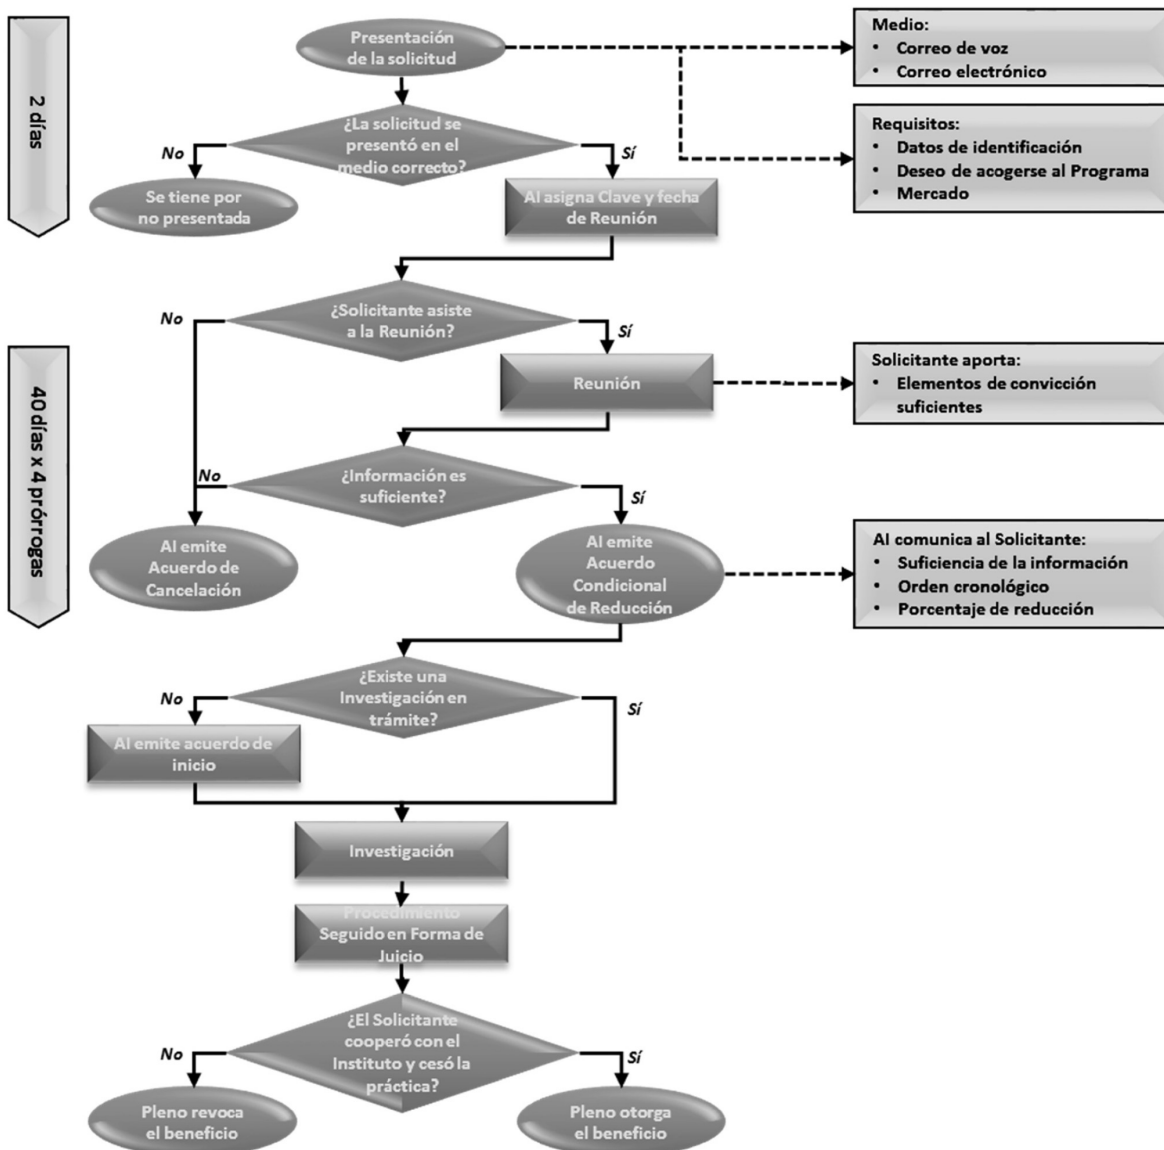 2 días
Presentación
de la solicitud
Medio:
• Correo de voz
• Correo electrónico
¿La solicitud se
presentó en el
medio correcto?
Requisitos:
• Datos de identificación
• Deseo de acogerse al Programa
• Mercado
No
Sí
Se tiene por
no presentada
AI asigna Clave y fecha
de Reunión
¿Solicitante asiste
a la Reunión?
No
Sí
40 días x 4 prórrogas
Reunión
Solicitante aporta:
• Elementos de convicción
suficientes
¿Información es
suficiente?
No
Sí
AI emite
Acuerdo de
Cancelación
AI emite
Acuerdo
Condicional
de Reducción
AI comunica al Solicitante:
• Suficiencia de la información
• Orden cronológico
• Porcentaje de reducción
¿Existe una
Investigación en
trámite?
No
Sí
AI emite acuerdo de
inicio
Investigación
Procedimiento
Seguido en Forma de
Juicio
¿El Solicitante
cooperó con el
Instituto y cesó la
práctica?
No
Sí
Pleno revoca
el beneficio
Pleno otorga
el beneficio